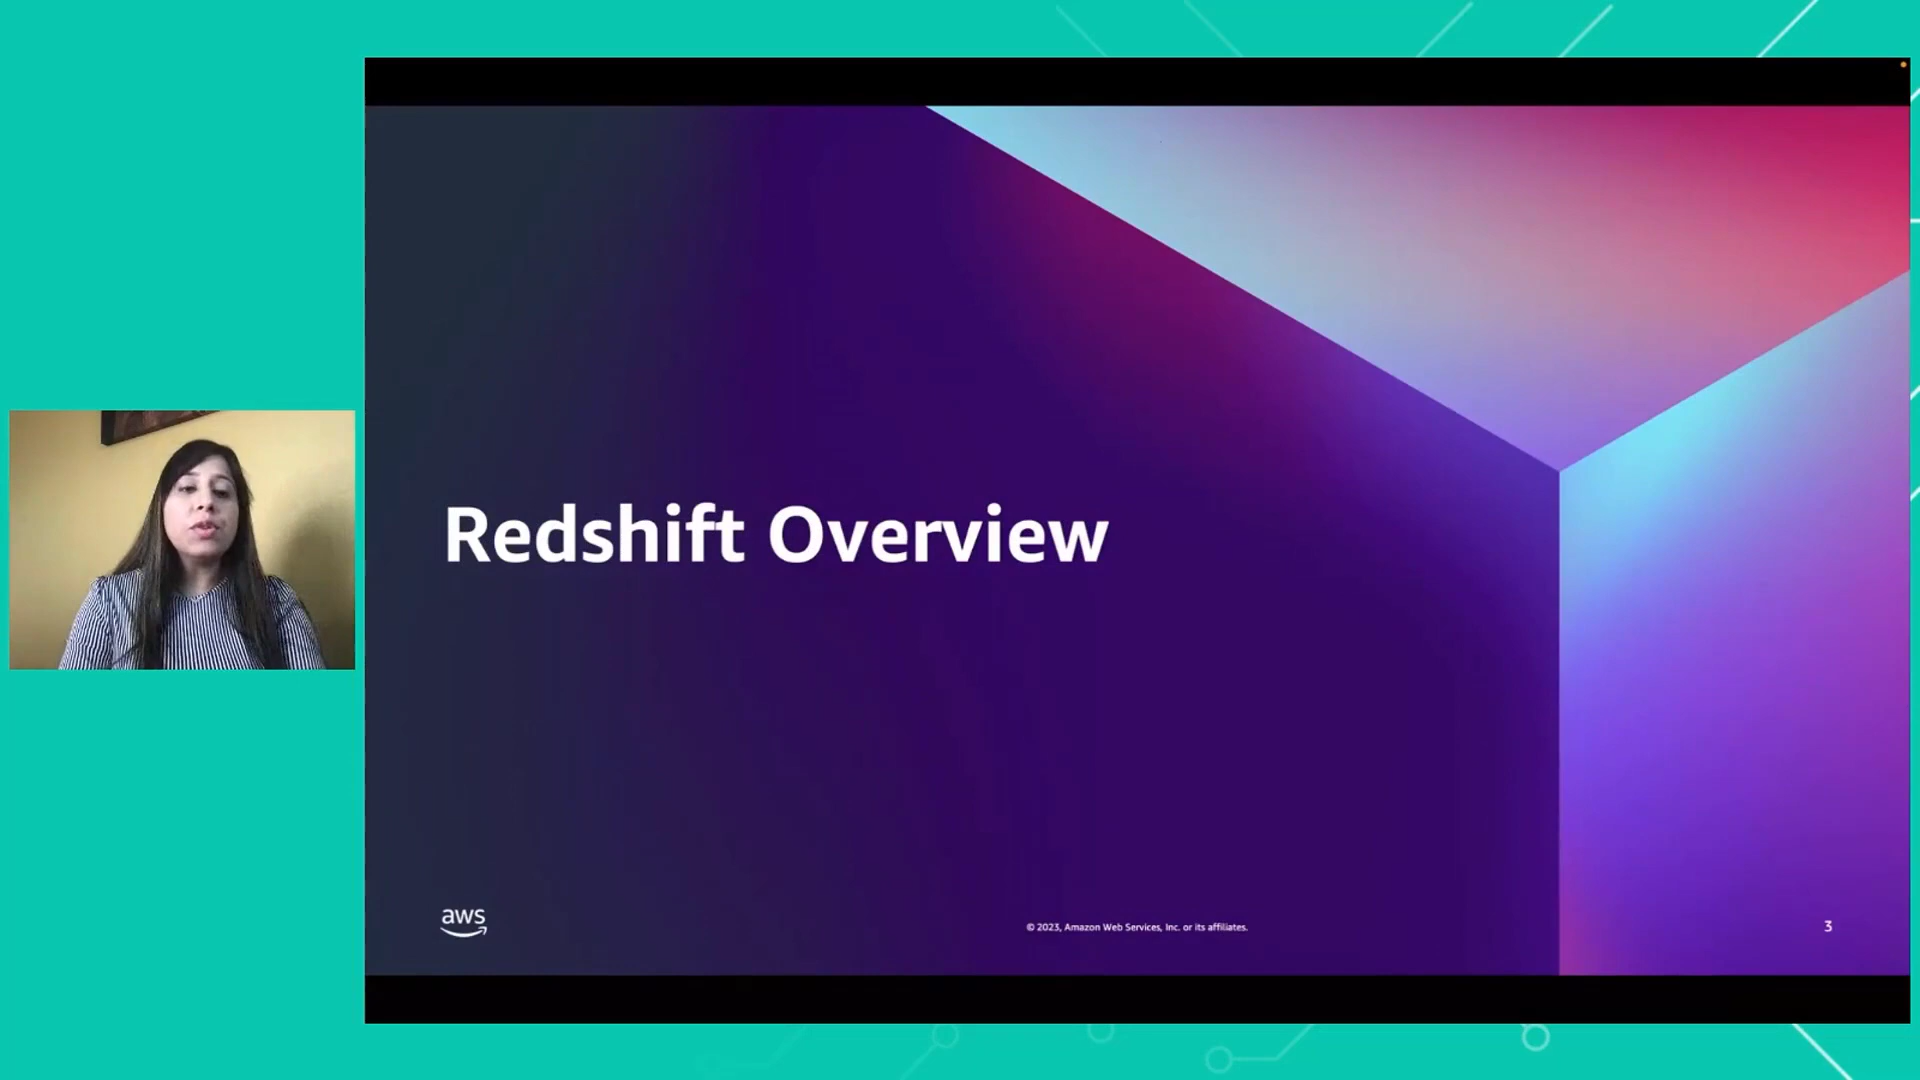 Redshift Overview
aws
© 2023, Amazon Web Services, Inc. or its affiliates.
3